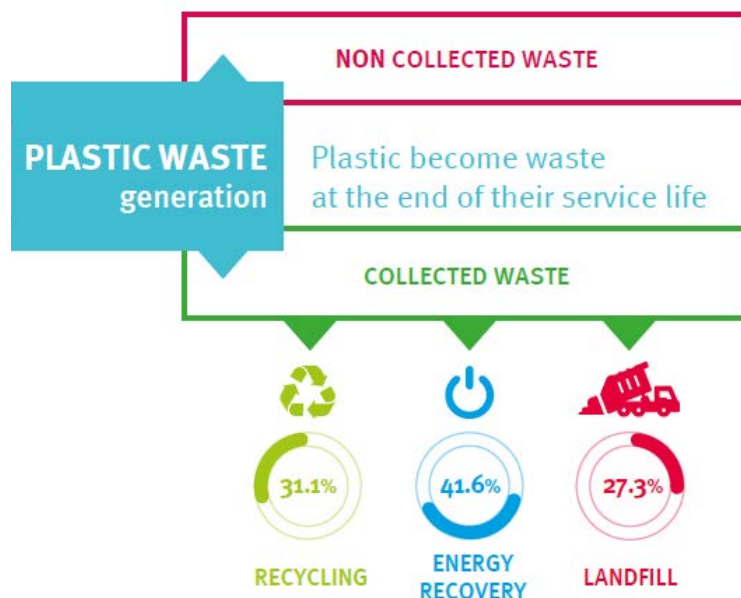 NON COLLECTED WASTE
PLASTIC WASTE
generation
Plastic become waste
at the end of their service life
COLLECTED WASTE
31.1%
41.6%
27.3%
RECYCLING
ENERGY
RECOVERY
LANDFILL